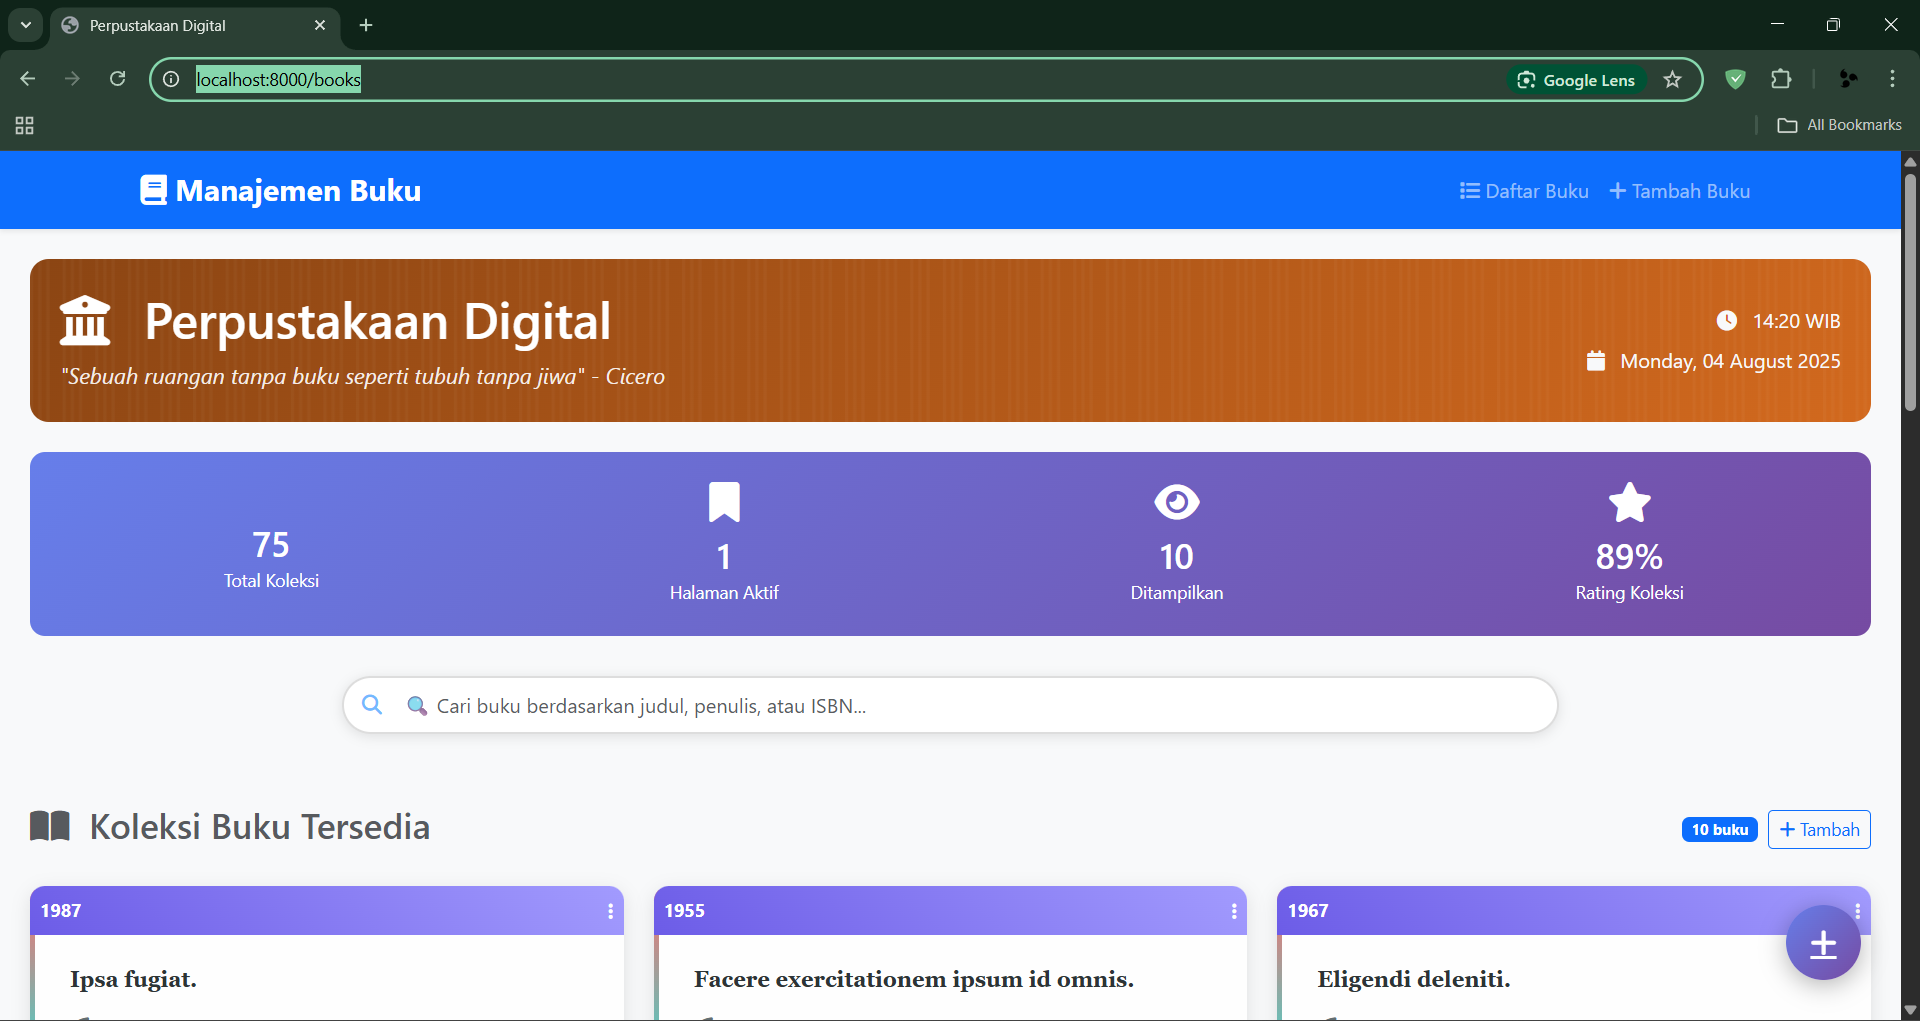 Perpustakaan Digital
localhost:8000/books
Google Lens
All Bookmarks
Manajemen Buku
Daftar Buku
Tambah Buku
Perpustakaan Digital
"Sebuah ruangan tanpa buku seperti tubuh tanpa jiwa" - Cicero
14:20 WIB
Monday, 04 August 2025
75
Total Koleksi
1
Halaman Aktif
10
Ditampilkan
89%
Rating Koleksi
Cari buku berdasarkan judul, penulis, atau ISBN...
Koleksi Buku Tersedia
10 buku
Tambah
1987
1955
1967
Ipsa fugiat.
Facere exercitationem ipsum id omnis.
Eligendi deleniti.